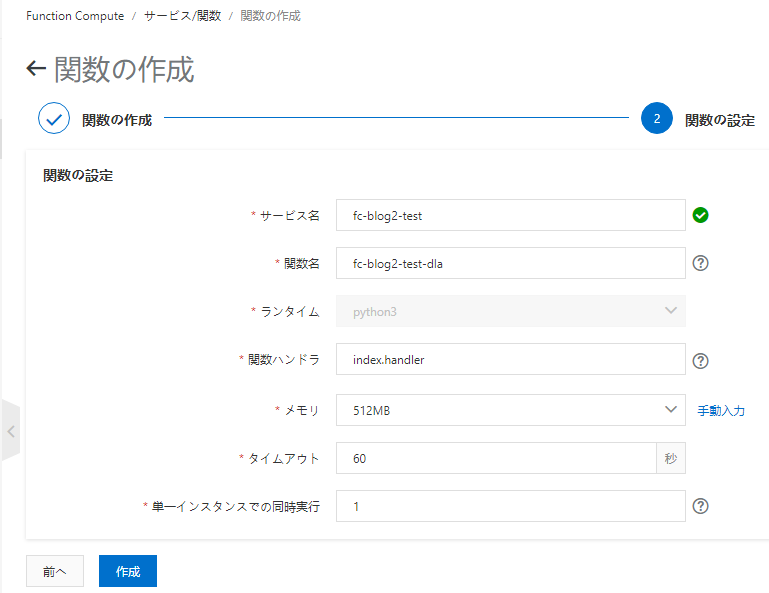 Function Compute / サービス/関数 / 関数の作成
← 関数の作成
関数の作成 2 関数の設定
関数の設定
* サービス名 fc-blog2-test
* 関数名 fc-blog2-test-dla
* ランタイム python3
* 関数ハンドラ index.handler
* メモリ 512MB 手動入力
* タイムアウト 60 秒
* 単一インスタンスでの同時実行 1
前へ 作成